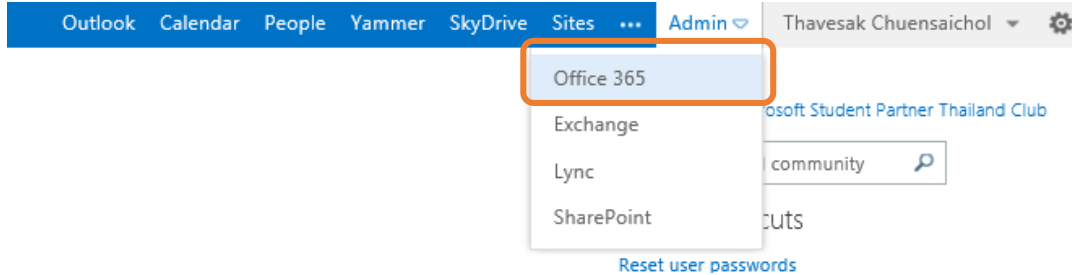 Outlook Calendar People Yammer SkyDrive Sites ••• Admin Thavesak Chuensaichol
Office 365
osoft Student Partner Thailand Club
Exchange
community
Lync
SharePoint
cuts
Reset user passwords